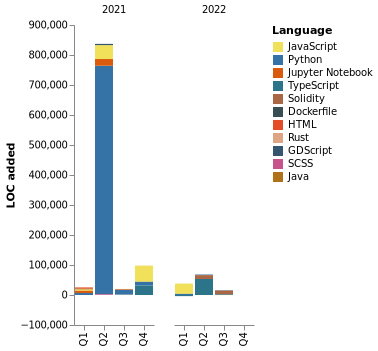 2021
2022
LOC added
900,000
800,000
700,000
600,000
500,000
400,000
300,000
200,000
100,000
0
−100,000
Q1
Q2
Q3
Q4
Q1
Q2
Q3
Q4
Language
JavaScript
Python
Jupyter Notebook
TypeScript
Solidity
Dockerfile
HTML
Rust
GDScript
SCSS
Java